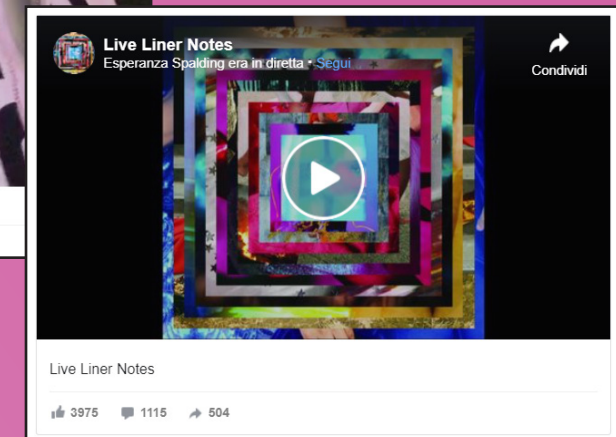 Live Liner Notes
Esperanza Spalding era in diretta · Segui
Condividi
Live Liner Notes
3975 1115 504